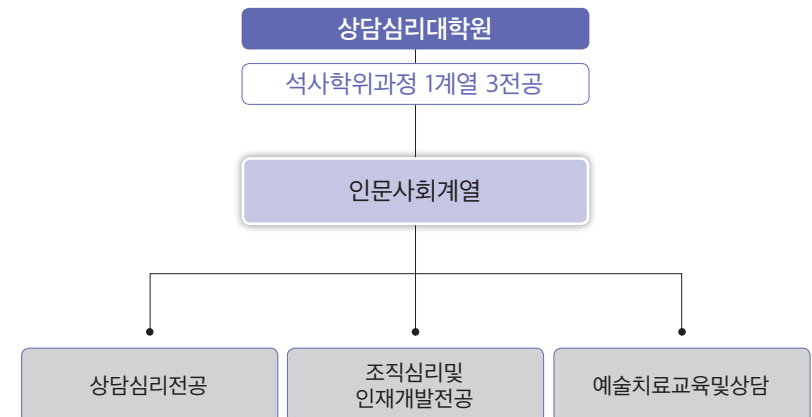 상담심리대학원
석사학위과정 1계열 3전공
인문사회계열
상담심리전공
조직심리및
인재개발전공
예술치료교육및상담